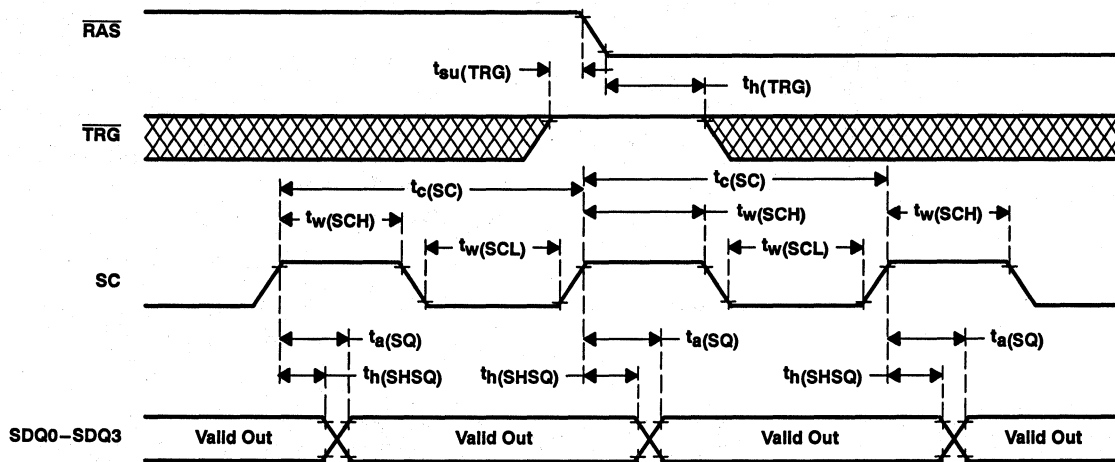 RAS
tsu(TRG)
th(TRG)
TRG
tc(SC)
tc(SC)
tw(SCH)
tw(SCH)
tw(SCH)
tw(SCL)
tw(SCL)
SC
ta(SQ)
ta(SQ)
ta(SQ)
th(SHSQ)
th(SHSQ)
th(SHSQ)
SDQ0–SDQ3
Valid Out
Valid Out
Valid Out
Valid Out